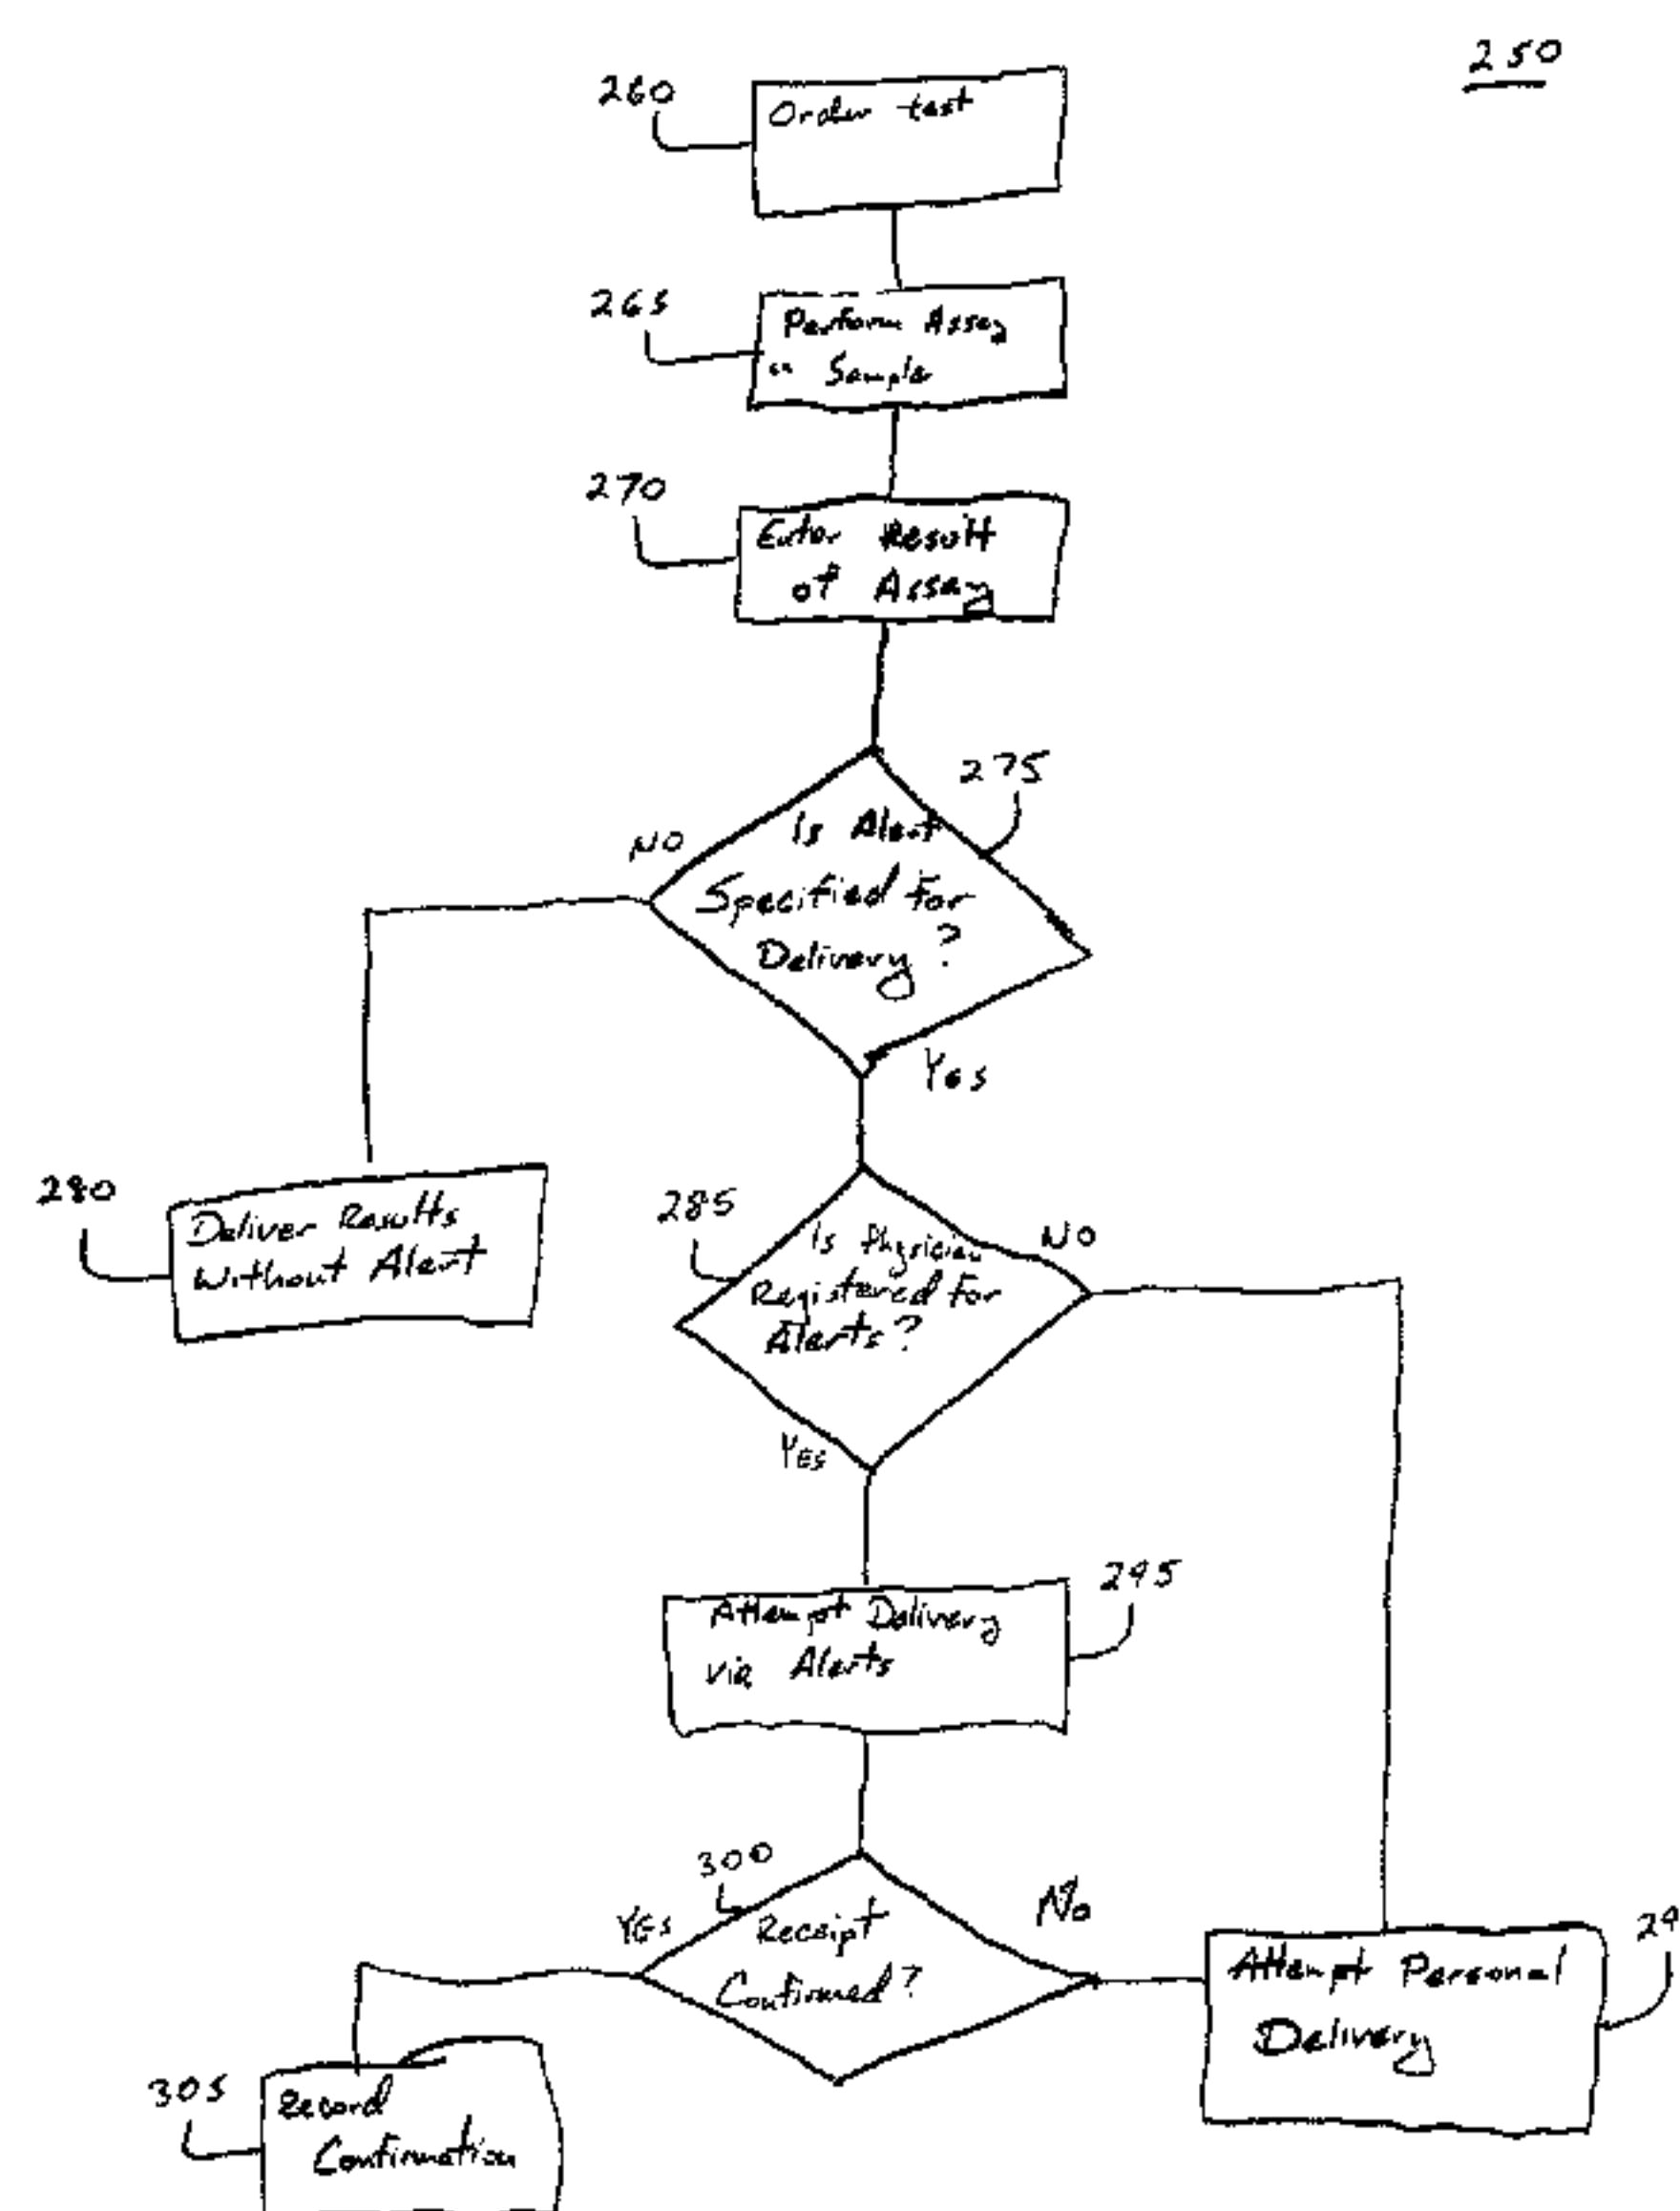 250
260
Order test
265
Perform Assay
on Sample
270
Enter Result
of Assay
275
NO
Is Alert
Specified for
Delivery?
Yes
280
Deliver Results
Without Alert
285
NO
Is Physician
Registered for
Alerts?
YES
295
Attempt Delivery
via Alerts
300
YES
No
Receipt
Confirmed?
29
Attempt Personal
Delivery
305
Record
Confirmation